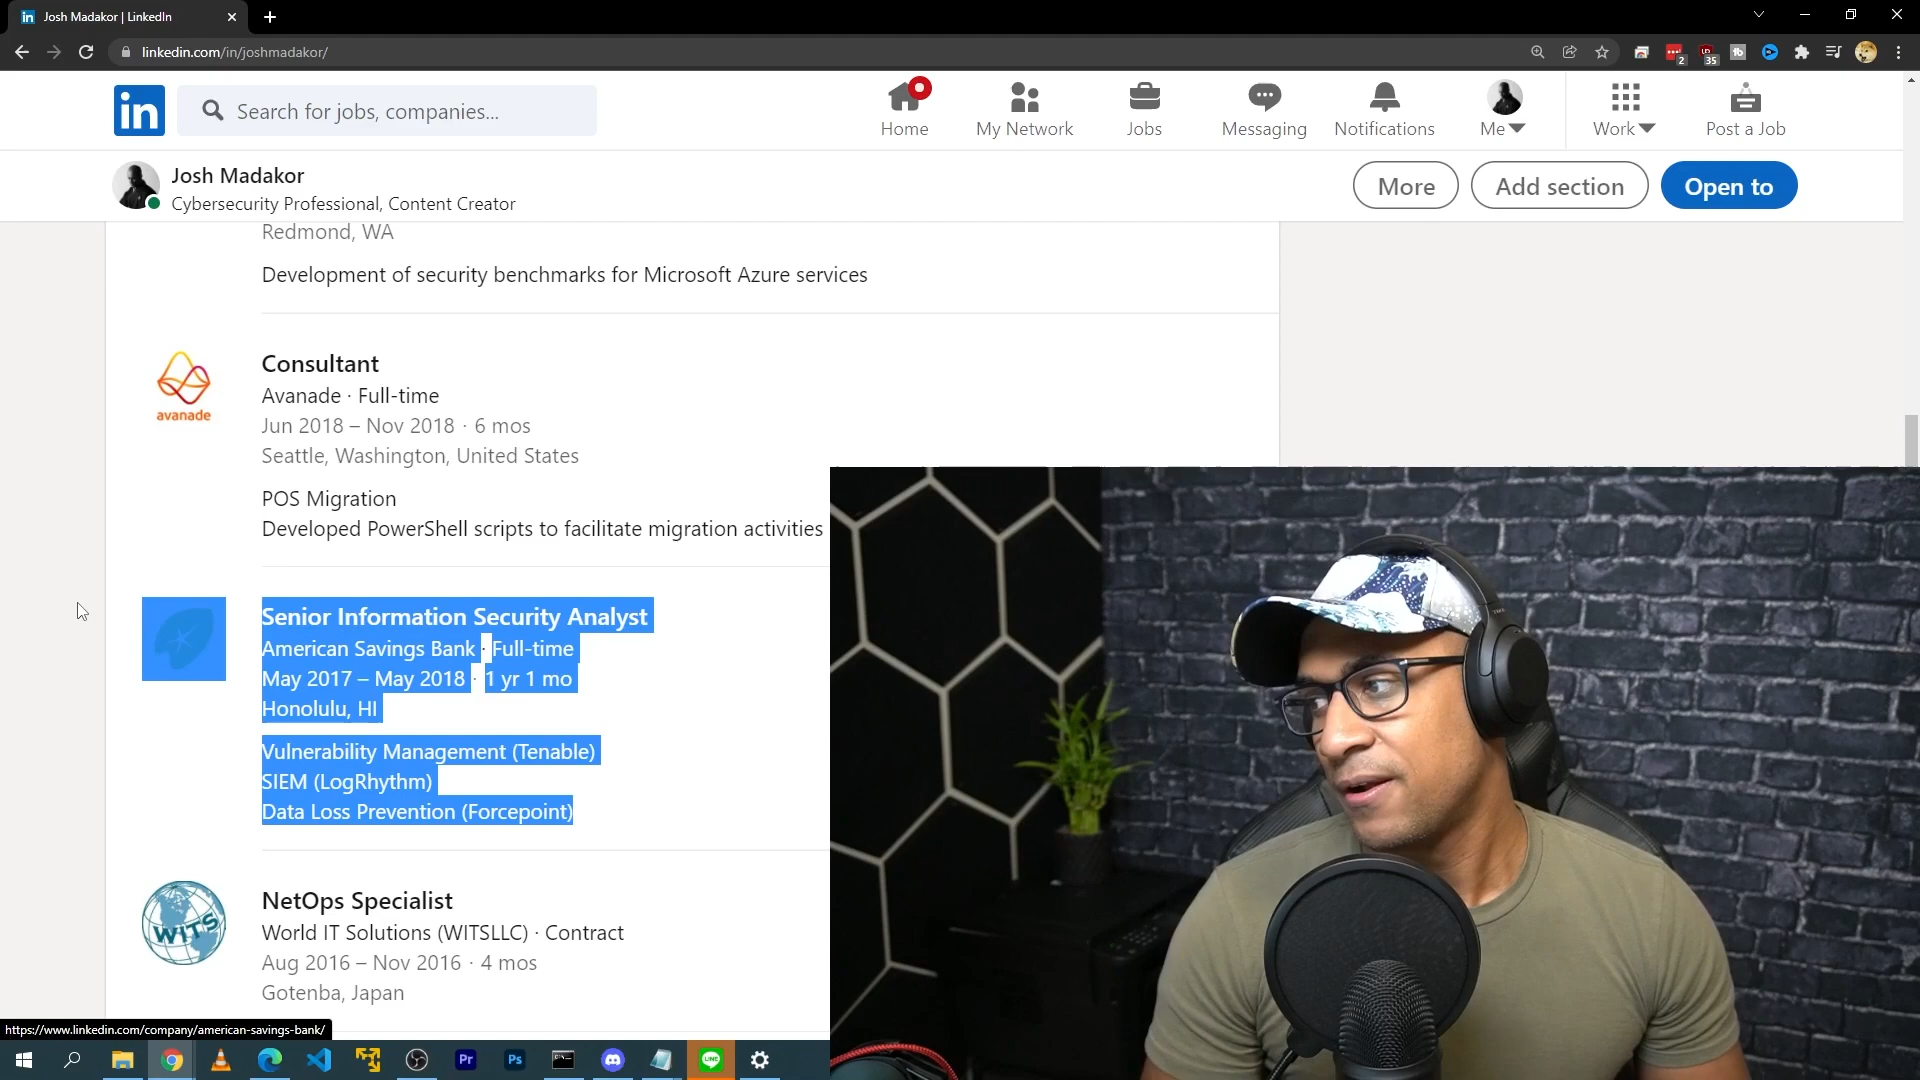 Josh Madakor | LinkedIn
linkedin.com/in/joshmadakor/
2
35
in
Search for jobs, companies...
Home
My Network
Jobs
Messaging
Notifications
Me
Work
Post a Job
Josh Madakor
Cybersecurity Professional, Content Creator
More
Add section
Open to
Redmond, WA
Development of security benchmarks for Microsoft Azure services
avanade
Consultant
Avanade · Full-time
Jun 2018 – Nov 2018 · 6 mos
Seattle, Washington, United States
POS Migration
Developed PowerShell scripts to facilitate migration activities
Senior Information Security Analyst
American Savings Bank · Full-time
May 2017 – May 2018 · 1 yr 1 mo
Honolulu, HI
Vulnerability Management (Tenable)
SIEM (LogRhythm)
Data Loss Prevention (Forcepoint)
WITS
NetOps Specialist
World IT Solutions (WITSLLC) · Contract
Aug 2016 – Nov 2016 · 4 mos
Gotenba, Japan
https://www.linkedin.com/company/american-savings-bank/
Pr
Ps
LINE